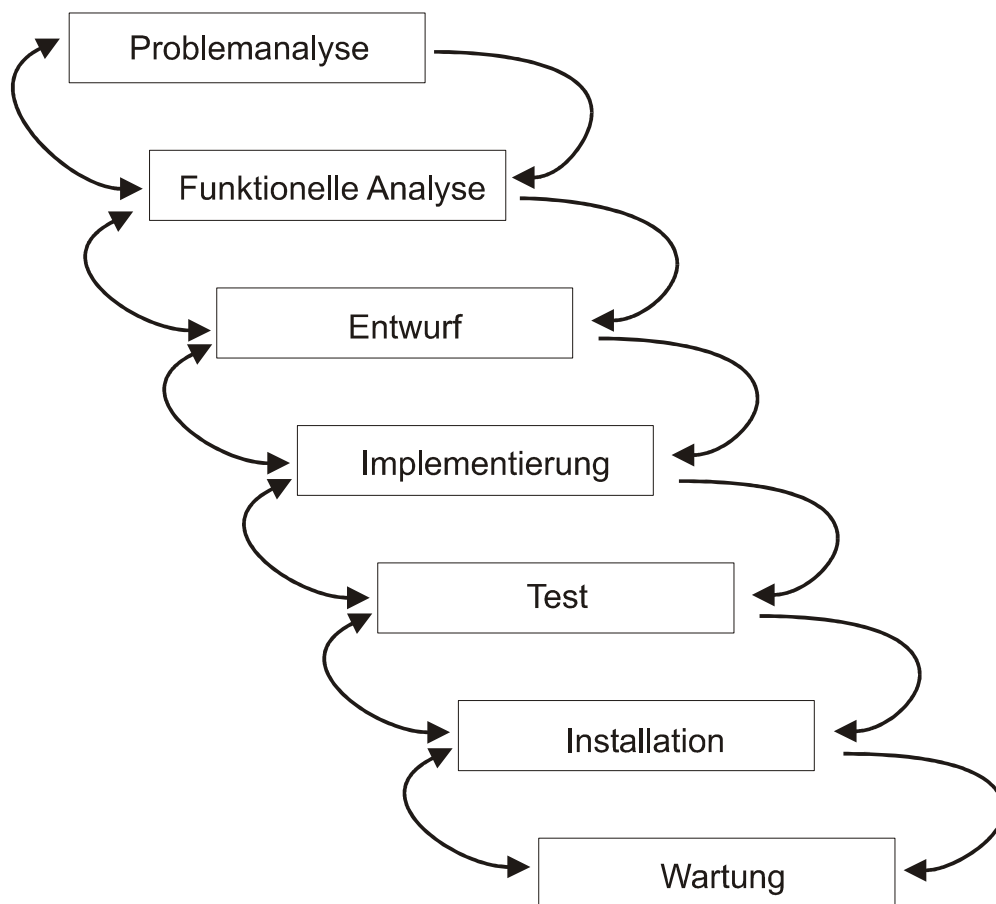 Problemanalyse
Funktionelle Analyse
Entwurf
Implementierung
Test
Installation
Wartung